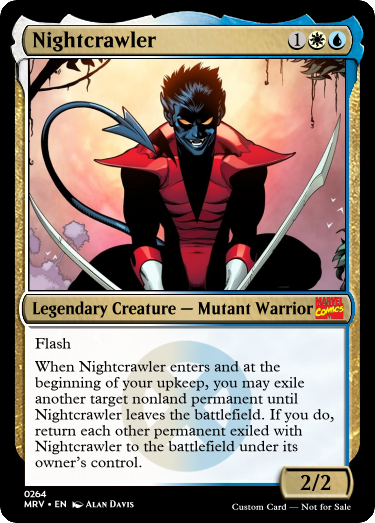 Nightcrawler 1
Legendary Creature — Mutant Warrior MARVEL COMICS
Flash
When Nightcrawler enters and at the
beginning of your upkeep, you may exile
another target nonland permanent until
Nightcrawler leaves the battlefield. If you do,
return each other permanent exiled with
Nightcrawler to the battlefield under its
owner's control.
2/2
0264
MRV • EN Alan Davis
Custom Card — Not for Sale